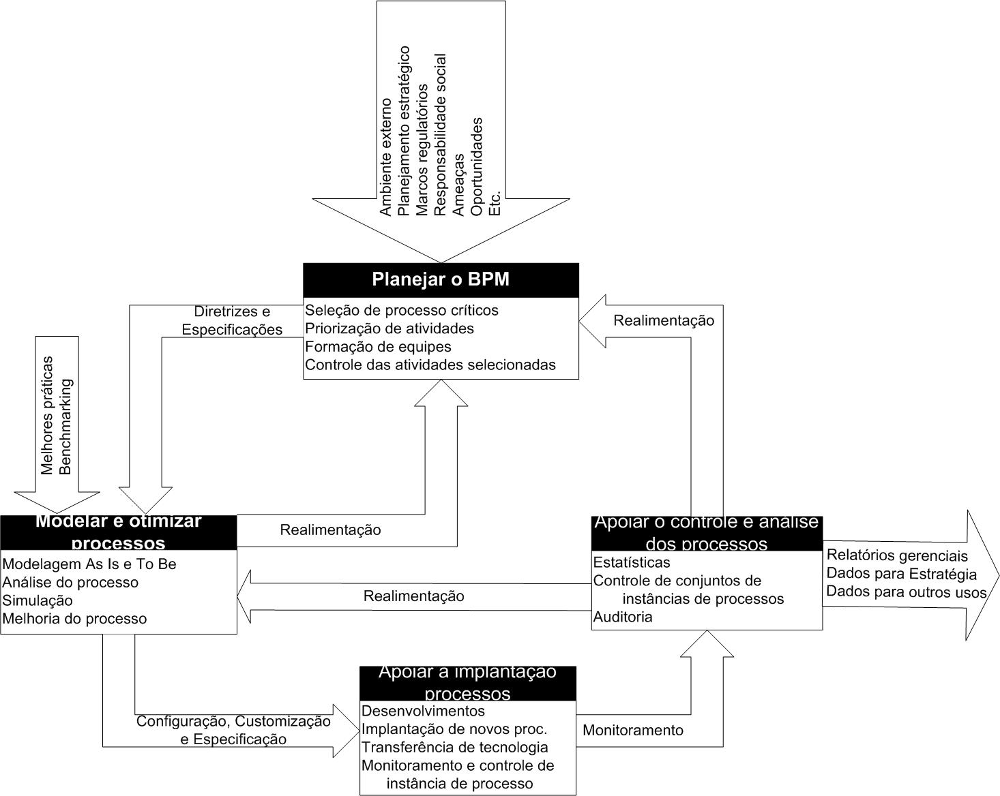 Ambiente externo
Planejamento estratégico
Marcos regulatórios
Responsabilidade social
Ameaças
Oportunidades
Etc.
Planejar o BPM
Seleção de processo críticos
Priorização de atividades
Formação de equipes
Controle das atividades selecionadas
Diretrizes e
Especificações
Realimentação
Melhores práticas
Benchmarking
Modelar e otimizar
processos
Modelagem As Is e To Be
Análise do processo
Simulação
Melhoria do processo
Realimentação
Realimentação
Apoiar o controle e análise
dos processos
Estatísticas
Controle de conjuntos de
instâncias de processos
Auditoria
Relatórios gerenciais
Dados para Estratégia
Dados para outros usos
Configuração, Customização
e Especificação
Apoiar a implantação
processos
Desenvolvimentos
Implantação de novos proc.
Transferência de tecnologia
Monitoramento e controle de
instância de processo
Monitoramento